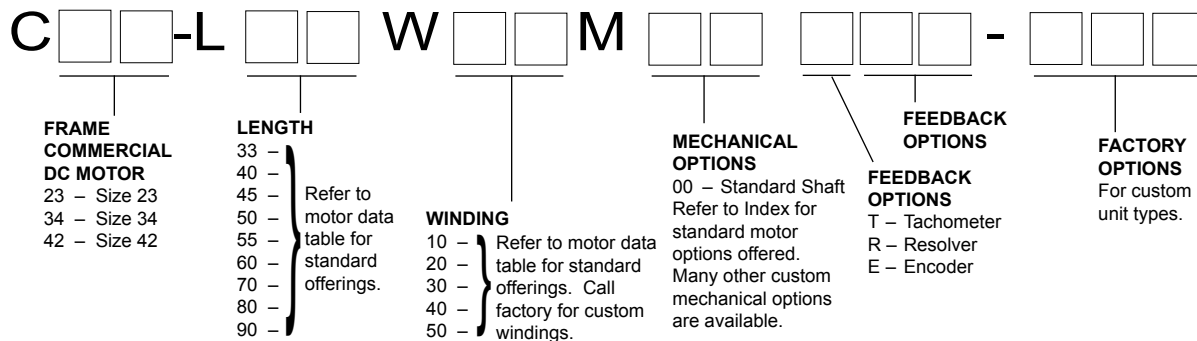 C -L W M -
FRAME
COMMERCIAL
DC MOTOR
23 – Size 23
34 – Size 34
42 – Size 42
LENGTH
33 –
40 –
45 –
50 –
55 –
60 –
70 –
80 –
90 –
Refer to
motor data
table for
standard
offerings.
WINDING
10 –
20 –
30 –
40 –
50 –
Refer to motor data
table for standard
offerings. Call
factory for custom
windings.
MECHANICAL
OPTIONS
00 – Standard Shaft
Refer to Index for
standard motor
options offered.
Many other custom
mechanical options
are available.
FEEDBACK
OPTIONS
T – Tachometer
R – Resolver
E – Encoder
FEEDBACK
OPTIONS
FACTORY
OPTIONS
For custom
unit types.